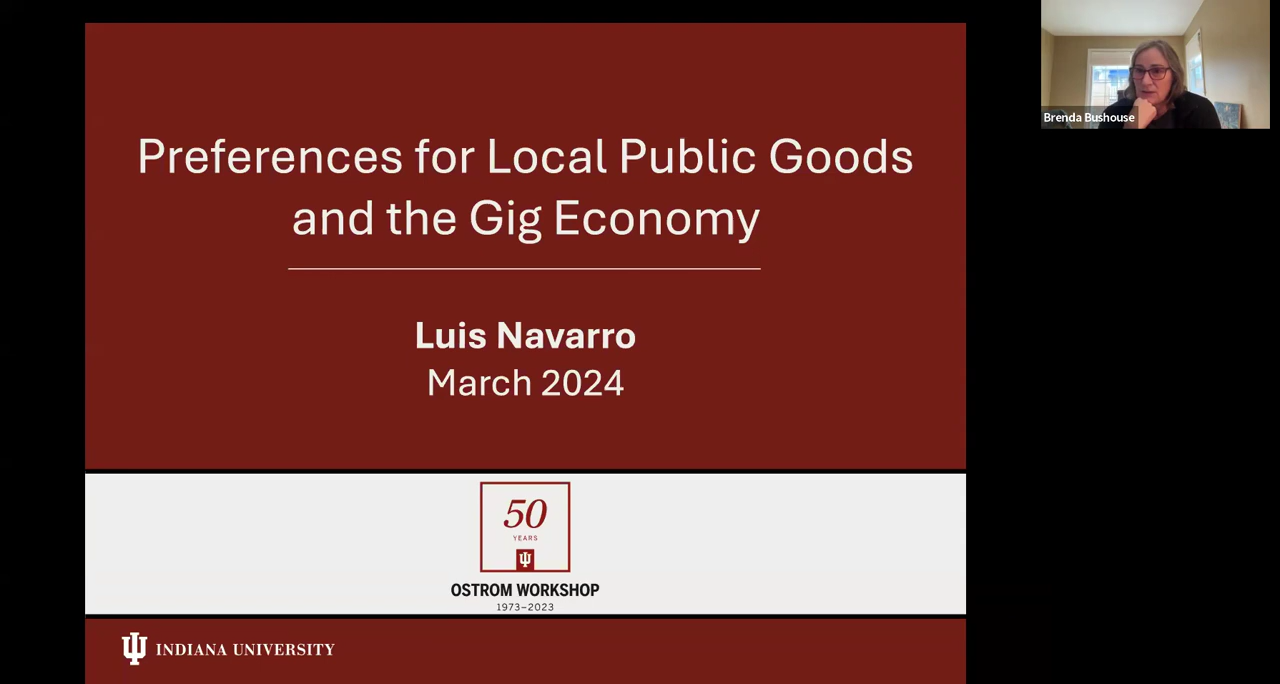 Preferences for Local Public Goods
and the Gig Economy
Luis Navarro
March 2024
50
YEARS
OSTROM WORKSHOP
1973–2023
INDIANA UNIVERSITY
Brenda Bushouse